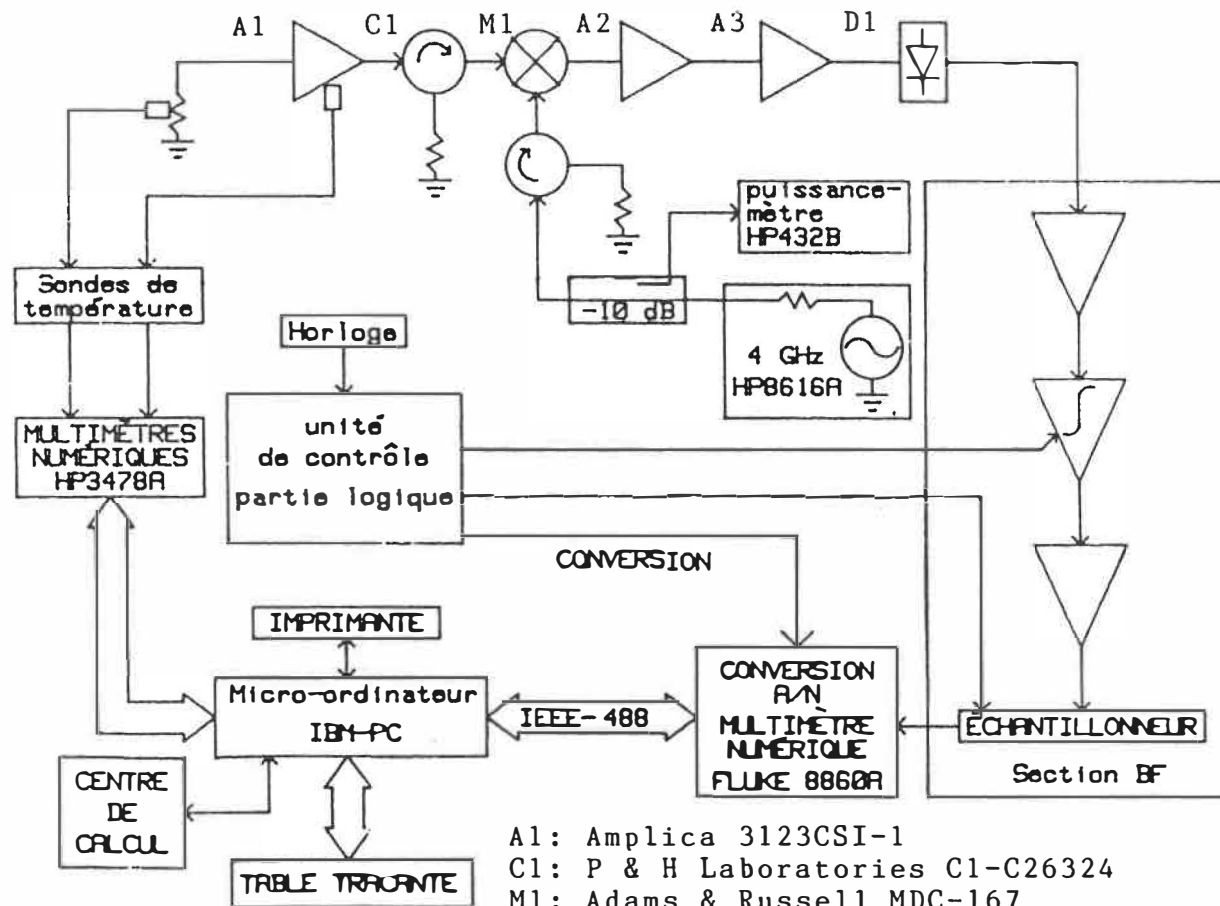 A1 C1 M1 A2 A3 D1
puissance-
mètre
HP432B
Sondes de
température
-10 dB
Horloge
4 GHz
HP8616A
MULTIMÈTRES
NUMÉRIQUES
HP3478A
unité
de contrôle
partie logique
CONVERSION
IMPRIMANTE
Micro-ordinateur
IBM-PC
IEEE-488
CONVERSION
A/N
MULTIMÈTRE
NUMÉRIQUE
FLUKE 8860A
ECHANTILLONNEUR
Section BF
CENTRE
DE
CALCUL
TABLE TRACANTE
A1: Amplica 3123CSI-1
C1: P & H Laboratories C1-C26324
M1: Adams & Russell MDC-167